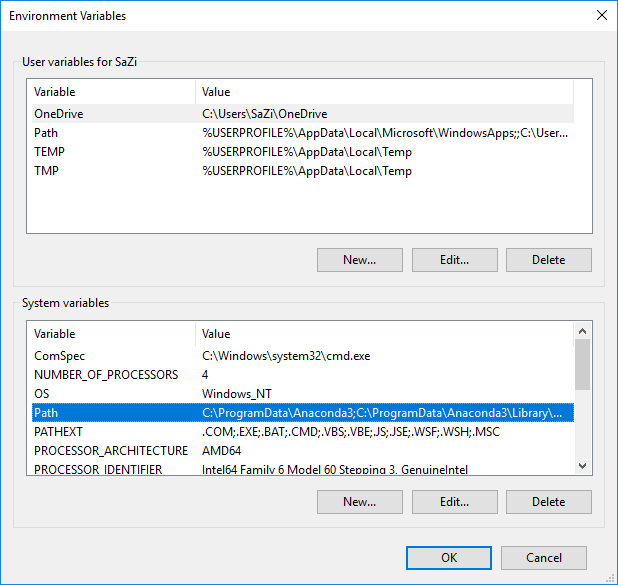 Environment Variables
User variables for SaZi
Variable Value
OneDrive C:\Users\SaZi\OneDrive
Path %USERPROFILE%\AppData\Local\Microsoft\WindowsApps;;C:\User...
TEMP %USERPROFILE%\AppData\Local\Temp
TMP %USERPROFILE%\AppData\Local\Temp
New... Edit... Delete
System variables
Variable Value
ComSpec C:\Windows\system32\cmd.exe
NUMBER_OF_PROCESSORS 4
OS Windows_NT
Path C:\ProgramData\Anaconda3;C:\ProgramData\Anaconda3\Library\...
PATHEXT .COM;.EXE;.BAT;.CMD;.VBS;.VBE;.JS;.JSE;.WSF;.WSH;.MSC
PROCESSOR_ARCHITECTURE AMD64
PROCESSOR_IDENTIFIER Intel64 Family 6 Model 60 Stepping 3, GenuineIntel
New... Edit... Delete
OK Cancel